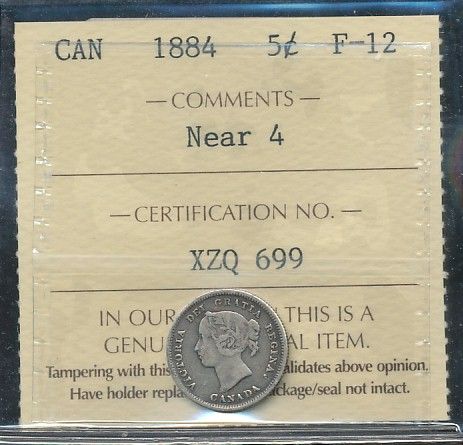 CAN 1884 5¢ F-12
— COMMENTS —
Near 4
— CERTIFICATION NO. —
XZQ 699
IN OUR THIS IS A
GENU AL ITEM.
Tampering with this alidates above opinion.
Have holder repla ckage/seal not intact.
VICTORIA DEI GRATIA REGINA.
CANADA